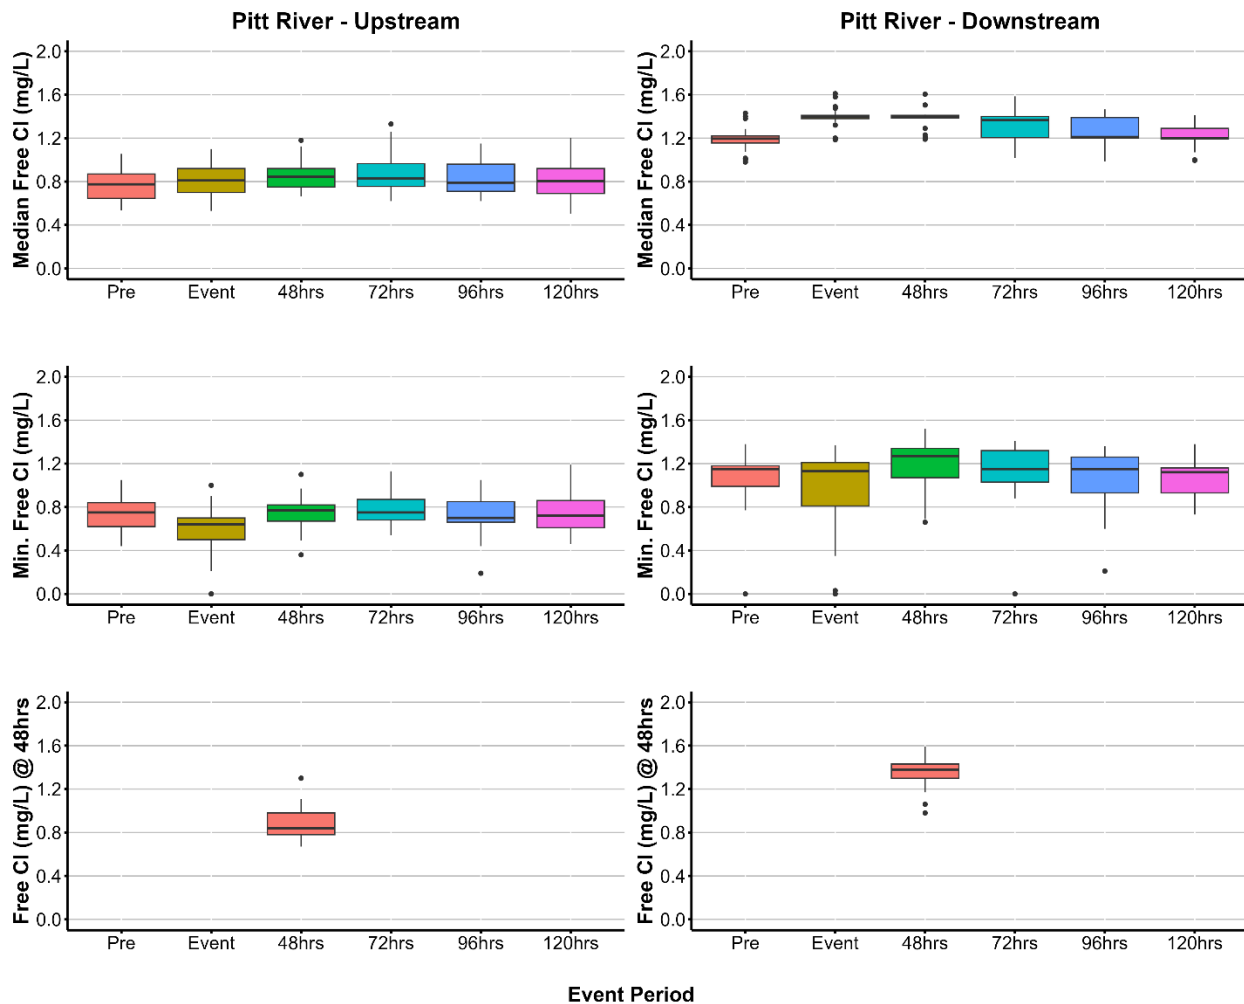 Pitt River - Upstream
Median Free Cl (mg/L)
2.0
1.6
1.2
0.8
0.4
0.0
Pre Event 48hrs 72hrs 96hrs 120hrs
Pitt River - Downstream
Median Free Cl (mg/L)
2.0
1.6
1.2
0.8
0.4
0.0
Pre Event 48hrs 72hrs 96hrs 120hrs
Min. Free Cl (mg/L)
2.0
1.6
1.2
0.8
0.4
0.0
Pre Event 48hrs 72hrs 96hrs 120hrs
Min. Free Cl (mg/L)
2.0
1.6
1.2
0.8
0.4
0.0
Pre Event 48hrs 72hrs 96hrs 120hrs
Free Cl (mg/L) @ 48hrs
2.0
1.6
1.2
0.8
0.4
0.0
Pre Event 48hrs 72hrs 96hrs 120hrs
Free Cl (mg/L) @ 48hrs
2.0
1.6
1.2
0.8
0.4
0.0
Pre Event 48hrs 72hrs 96hrs 120hrs
Event Period